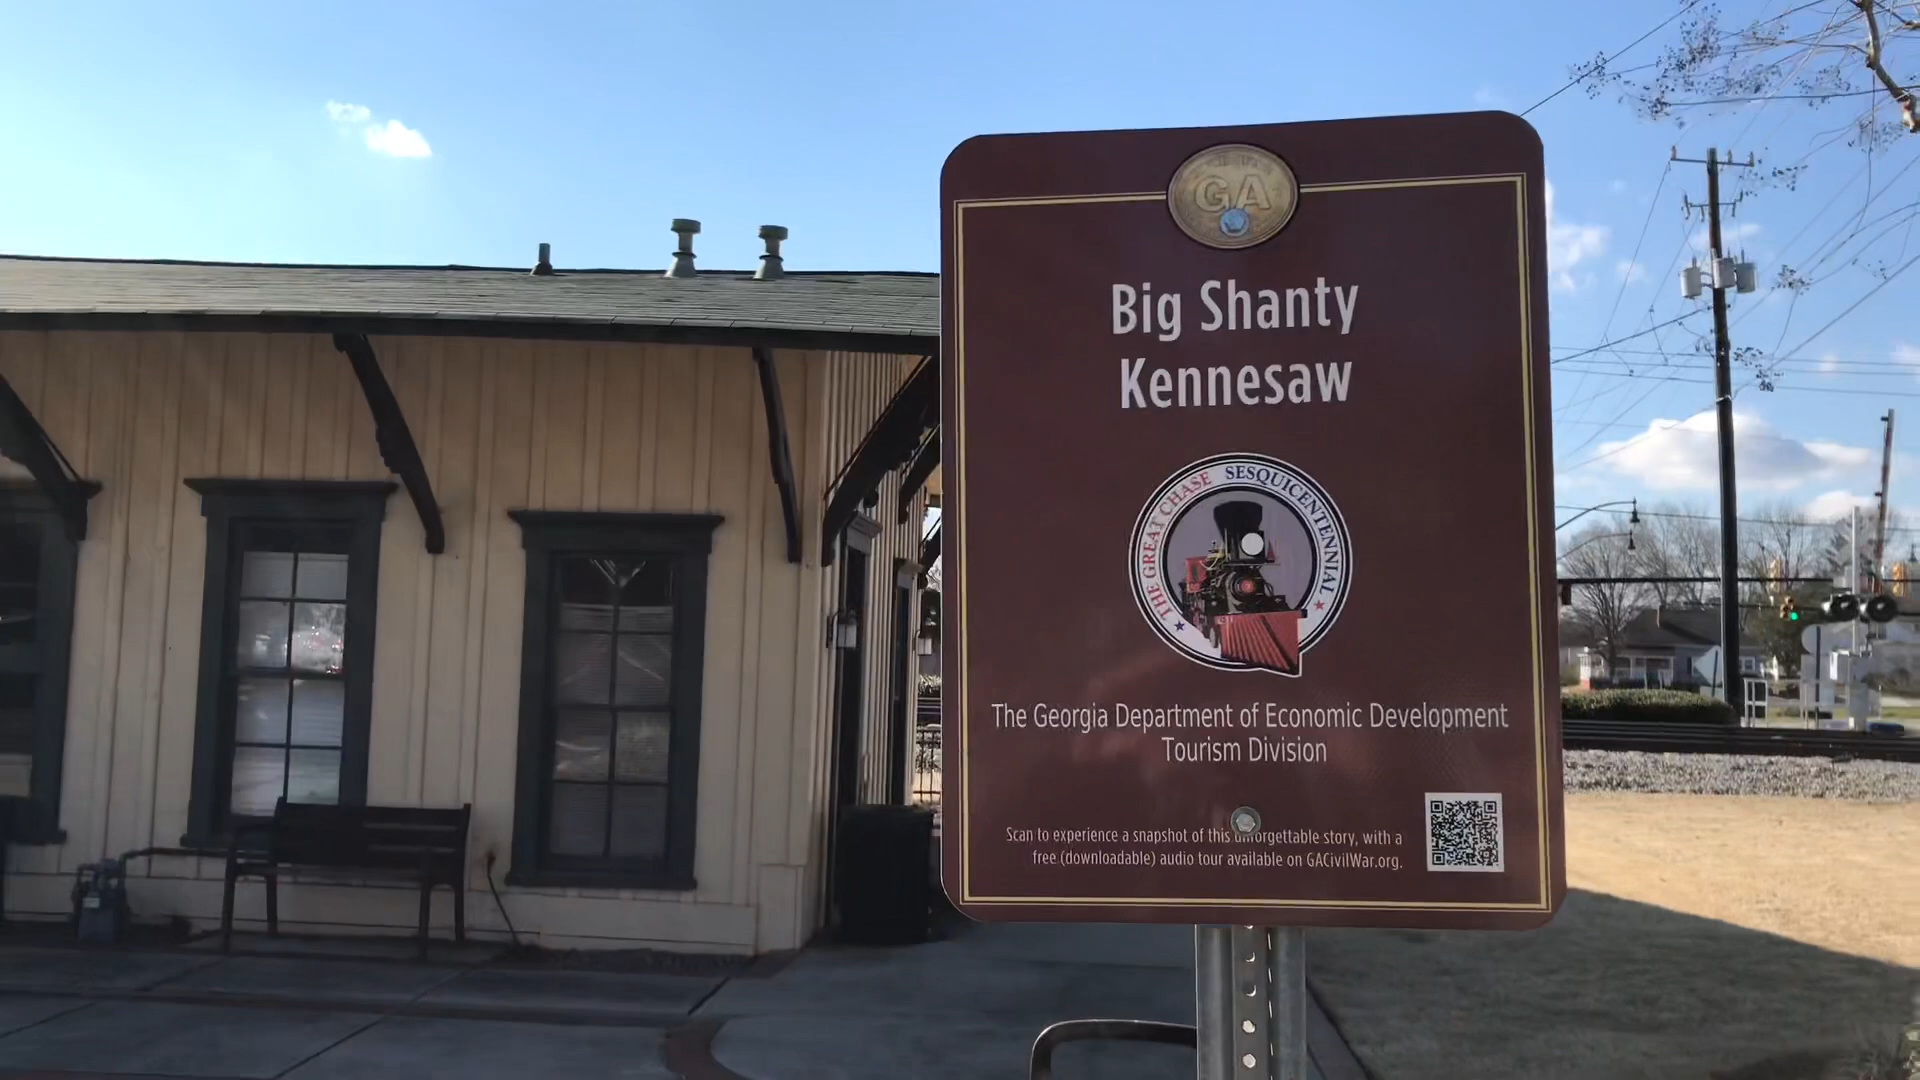 GA
Big Shanty
Kennesaw
THE GREAT CHASE SESQUICENTENNIAL
The Georgia Department of Economic Development
Tourism Division
Scan to experience a snapshot of this unforgettable story, with a
free (downloadable) audio tour available on GACivilWar.org.